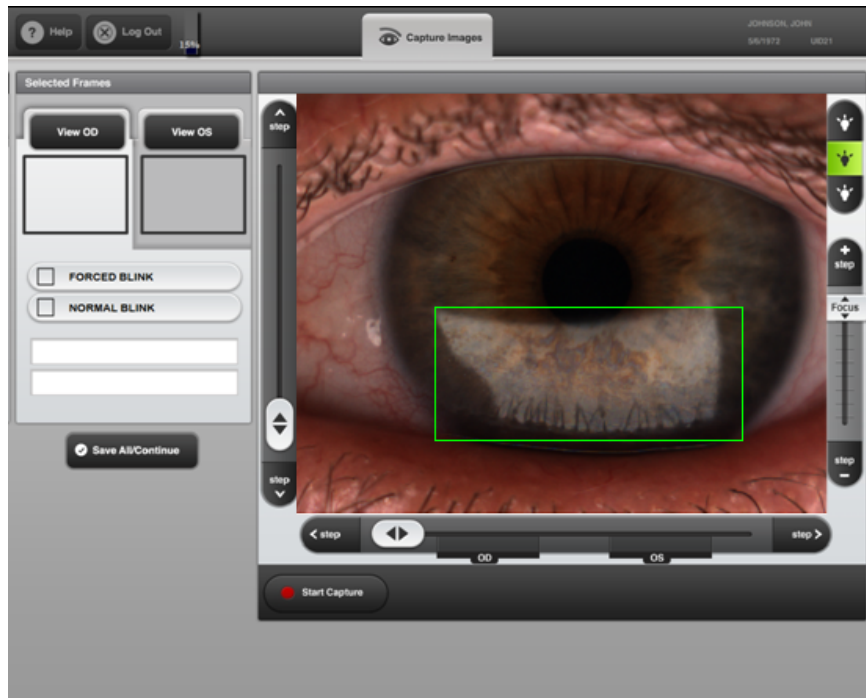 Help
Log Out
15%
Capture Images
JOHNSON, JOHN
5/6/1972 UID21
Selected Frames
View OD
View OS
FORCED BLINK
NORMAL BLINK
Save All/Continue
step
step
step
Focus
step
step
step
OD
OS
Start Capture